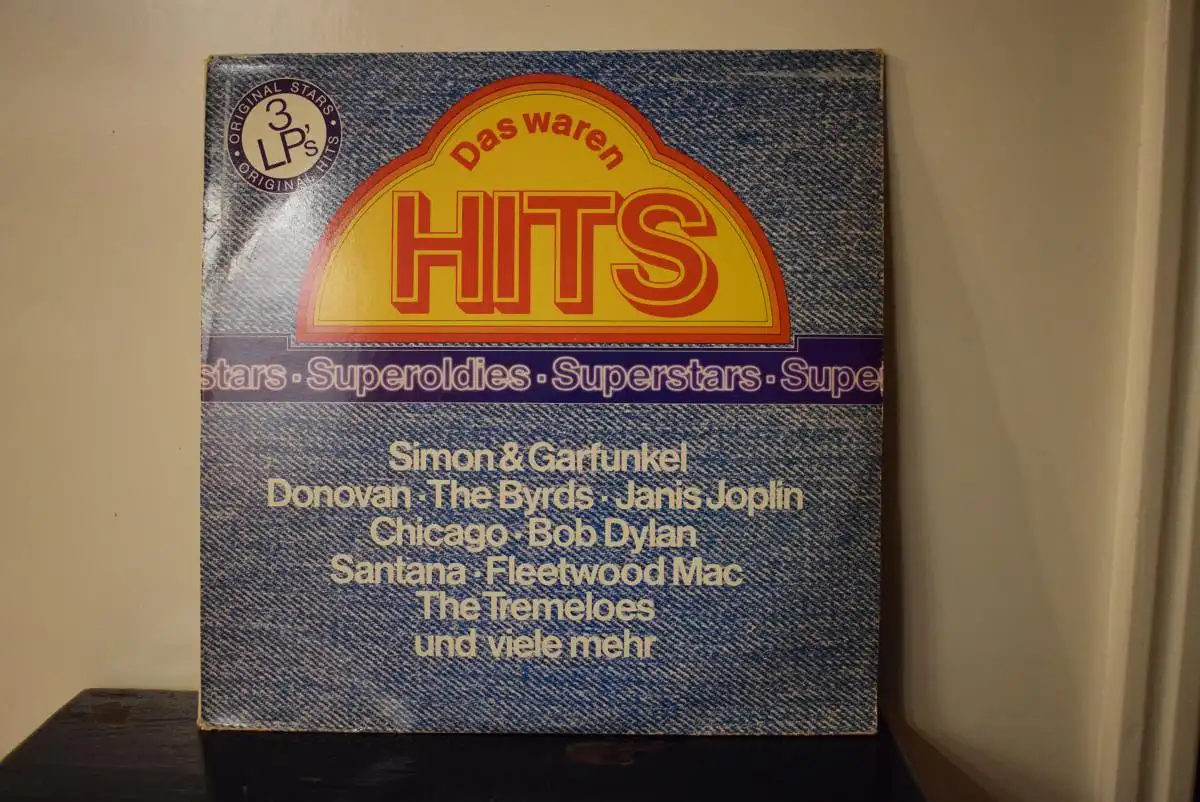 ORIGINAL STARS •
3
LP's
• ORIGINAL HITS
Das waren
HITS
stars · Superoldies · Superstars · Supe
Simon & Garfunkel
Donovan · The Byrds · Janis Joplin
Chicago · Bob Dylan
Santana · Fleetwood Mac
The Tremeloes
und viele mehr